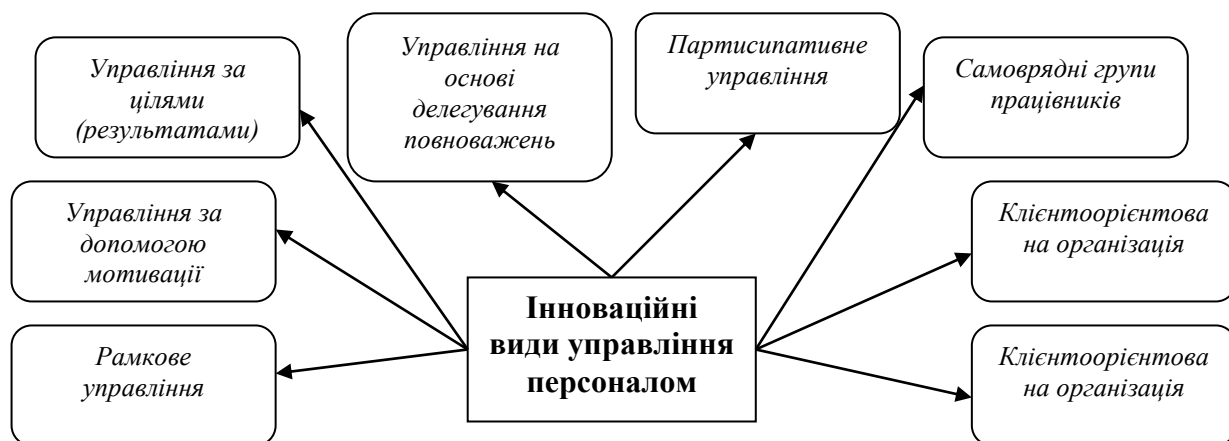 Управління за
цілями
(результатами)
Управління на
основі
делегування
повноважень
Партисипативне
управління
Самоврядні групи
працівників
Управління за
допомогою
мотивації
Клієнтоорієнтова
на організація
Інноваційні
види управління
персоналом
Рамкове
управління
Клієнтоорієнтова
на організація